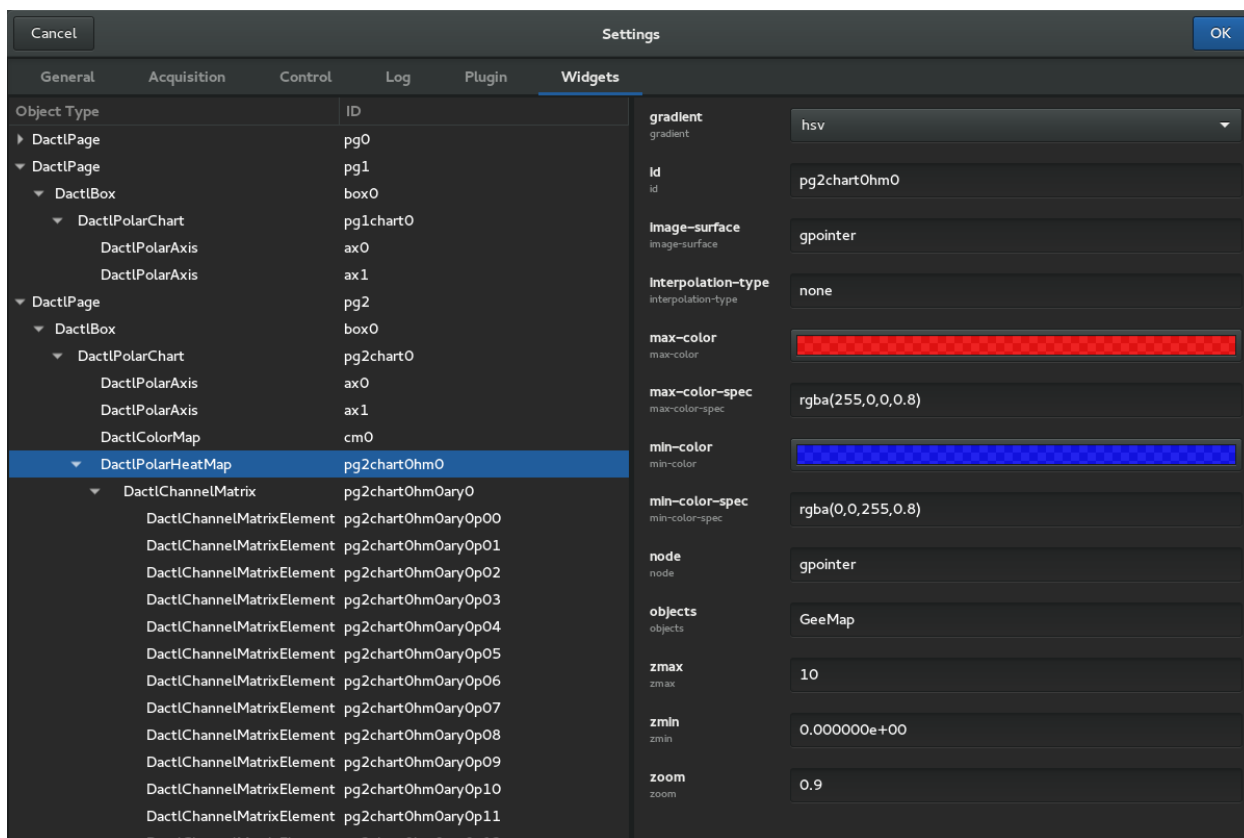 Cancel
Settings
OK
General Acquisition Control Log Plugin Widgets
Object Type ID
DactlPage pg0
DactlPage pg1
DactlBox box0
DactlPolarChart pg1chart0
DactlPolarAxis ax0
DactlPolarAxis ax1
DactlPage pg2
DactlBox box0
DactlPolarChart pg2chart0
DactlPolarAxis ax0
DactlPolarAxis ax1
DactlColorMap cm0
DactlPolarHeatMap pg2chart0hm0
DactlChannelMatrix pg2chart0hm0ary0
DactlChannelMatrixElement pg2chart0hm0ary0p00
DactlChannelMatrixElement pg2chart0hm0ary0p01
DactlChannelMatrixElement pg2chart0hm0ary0p02
DactlChannelMatrixElement pg2chart0hm0ary0p03
DactlChannelMatrixElement pg2chart0hm0ary0p04
DactlChannelMatrixElement pg2chart0hm0ary0p05
DactlChannelMatrixElement pg2chart0hm0ary0p06
DactlChannelMatrixElement pg2chart0hm0ary0p07
DactlChannelMatrixElement pg2chart0hm0ary0p08
DactlChannelMatrixElement pg2chart0hm0ary0p09
DactlChannelMatrixElement pg2chart0hm0ary0p10
DactlChannelMatrixElement pg2chart0hm0ary0p11
gradient
gradient
hsv
id
id
pg2chart0hm0
image-surface
image-surface
gpointer
interpolation-type
interpolation-type
none
max-color
max-color
max-color-spec
max-color-spec
rgba(255,0,0,0.8)
min-color
min-color
min-color-spec
min-color-spec
rgba(0,0,255,0.8)
node
node
gpointer
objects
objects
GeeMap
zmax
zmax
10
zmin
zmin
0.000000e+00
zoom
zoom
0.9